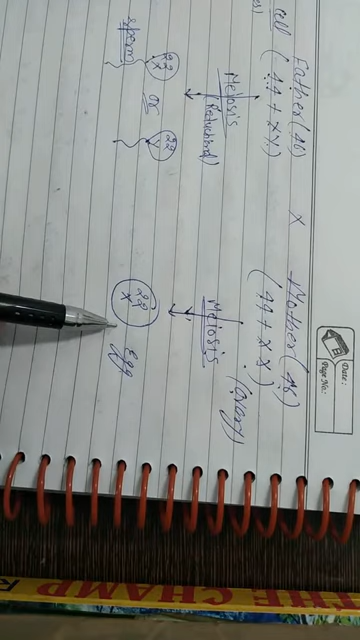 Date:
Page No:
Father (46) X Mother (46)
cell (44 + XY) (44 + XX)
Meiosis (Reductional) Meiosis (ovary)
22 X or 22 Y 22 X
sperm Egg
THE CHAMP